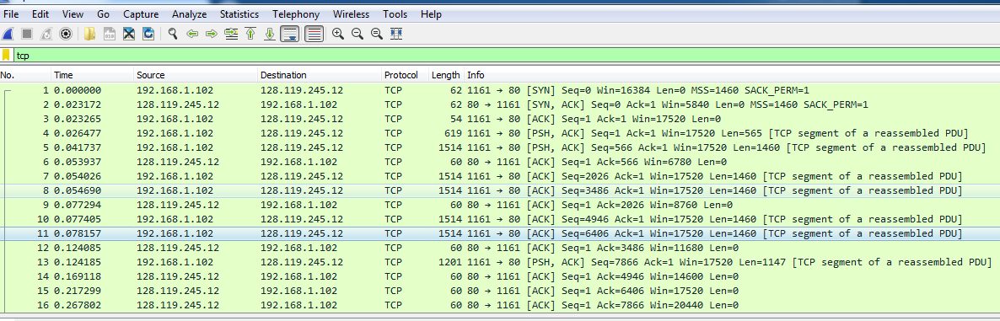 File Edit View Go Capture Analyze Statistics Telephony Wireless Tools Help
tcp
No. Time Source Destination Protocol Length Info
1 0.000000 192.168.1.102 128.119.245.12 TCP 62 1161 → 80 [SYN] Seq=0 Win=16384 Len=0 MSS=1460 SACK_PERM=1
2 0.023172 128.119.245.12 192.168.1.102 TCP 62 80 → 1161 [SYN, ACK] Seq=0 Ack=1 Win=5840 Len=0 MSS=1460 SACK_PERM=1
3 0.023265 192.168.1.102 128.119.245.12 TCP 54 1161 → 80 [ACK] Seq=1 Ack=1 Win=17520 Len=0
4 0.026477 192.168.1.102 128.119.245.12 TCP 619 1161 → 80 [PSH, ACK] Seq=1 Ack=1 Win=17520 Len=565 [TCP segment of a reassembled PDU]
5 0.041737 192.168.1.102 128.119.245.12 TCP 1514 1161 → 80 [PSH, ACK] Seq=566 Ack=1 Win=17520 Len=1460 [TCP segment of a reassembled PDU]
6 0.053937 128.119.245.12 192.168.1.102 TCP 60 80 → 1161 [ACK] Seq=1 Ack=566 Win=6780 Len=0
7 0.054026 192.168.1.102 128.119.245.12 TCP 1514 1161 → 80 [ACK] Seq=2026 Ack=1 Win=17520 Len=1460 [TCP segment of a reassembled PDU]
8 0.054690 192.168.1.102 128.119.245.12 TCP 1514 1161 → 80 [ACK] Seq=3486 Ack=1 Win=17520 Len=1460 [TCP segment of a reassembled PDU]
9 0.077294 128.119.245.12 192.168.1.102 TCP 60 80 → 1161 [ACK] Seq=1 Ack=2026 Win=8760 Len=0
10 0.077405 192.168.1.102 128.119.245.12 TCP 1514 1161 → 80 [ACK] Seq=4946 Ack=1 Win=17520 Len=1460 [TCP segment of a reassembled PDU]
11 0.078157 192.168.1.102 128.119.245.12 TCP 1514 1161 → 80 [ACK] Seq=6406 Ack=1 Win=17520 Len=1460 [TCP segment of a reassembled PDU]
12 0.124085 128.119.245.12 192.168.1.102 TCP 60 80 → 1161 [ACK] Seq=1 Ack=3486 Win=11680 Len=0
13 0.124185 192.168.1.102 128.119.245.12 TCP 1201 1161 → 80 [PSH, ACK] Seq=7866 Ack=1 Win=17520 Len=1147 [TCP segment of a reassembled PDU]
14 0.169118 128.119.245.12 192.168.1.102 TCP 60 80 → 1161 [ACK] Seq=1 Ack=4946 Win=14600 Len=0
15 0.217299 128.119.245.12 192.168.1.102 TCP 60 80 → 1161 [ACK] Seq=1 Ack=6406 Win=17520 Len=0
16 0.267802 128.119.245.12 192.168.1.102 TCP 60 80 → 1161 [ACK] Seq=1 Ack=7866 Win=20440 Len=0